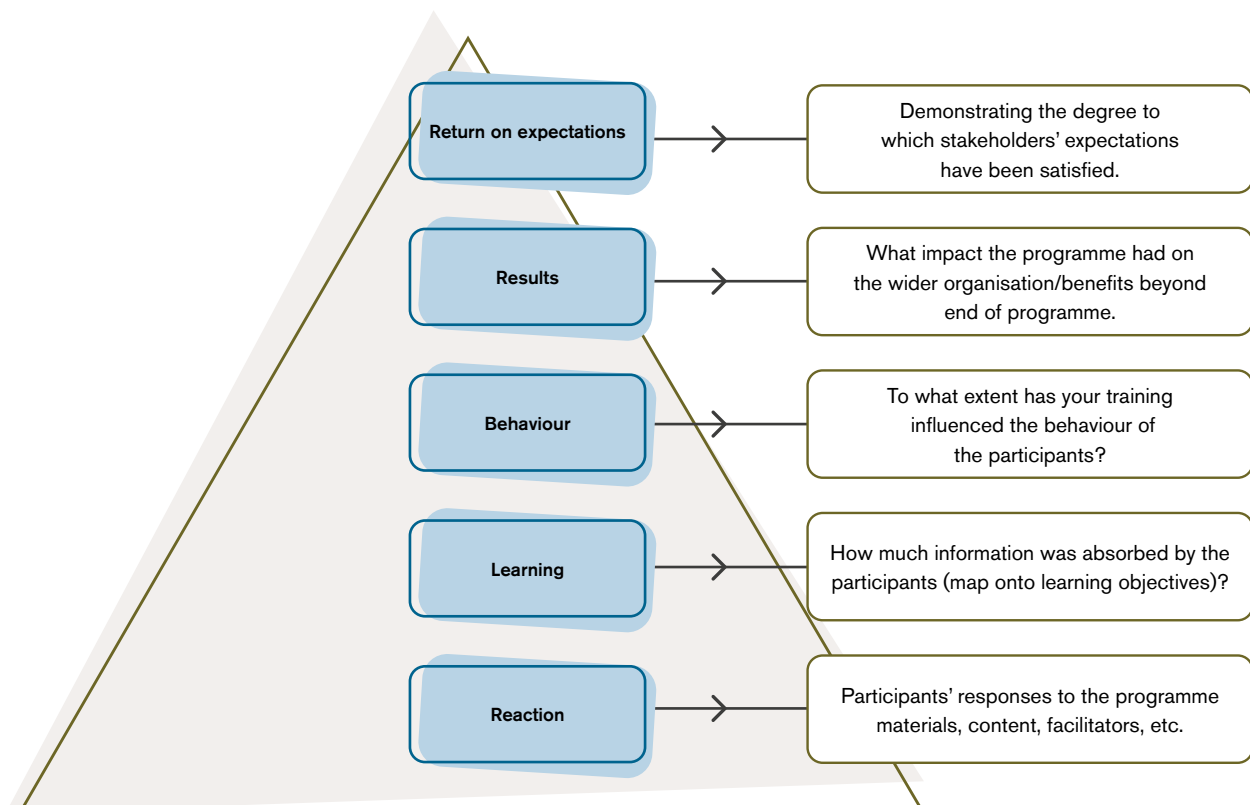 Return on expectations
Demonstrating the degree to
which stakeholders’ expectations
have been satisfied.
Results
What impact the programme had on
the wider organisation/benefits beyond
end of programme.
Behaviour
To what extent has your training
influenced the behaviour of
the participants?
Learning
How much information was absorbed by the
participants (map onto learning objectives)?
Reaction
Participants’ responses to the programme
materials, content, facilitators, etc.